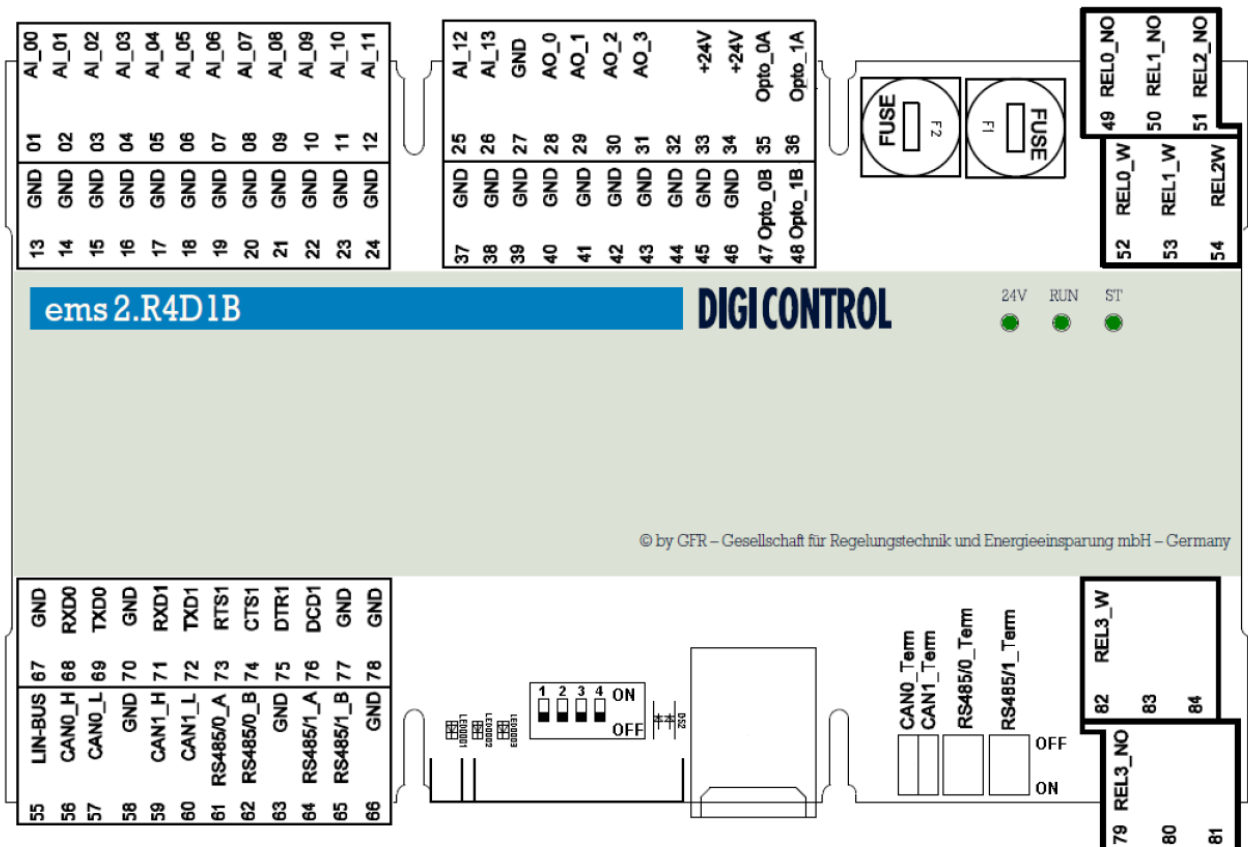 AI_00 AI_01 AI_02 AI_03 AI_04 AI_05 AI_06 AI_07 AI_08 AI_09 AI_10 AI_11
01 02 03 04 05 06 07 08 09 10 11 12
GND GND GND GND GND GND GND GND GND GND GND GND
13 14 15 16 17 18 19 20 21 22 23 24
AI_12 AI_13 GND AO_0 AO_1 AO_2 AO_3 +24V +24V Opto_0A Opto_1A
25 26 27 28 29 30 31 32 33 34 35 36
GND GND GND GND GND GND GND GND GND GND Opto_0B Opto_1B
37 38 39 40 41 42 43 44 45 46 47 48
FUSE F2
F1 FUSE
REL0_NO REL1_NO REL2_NO
49 50 51
REL0_W REL1_W REL2W
52 53 54
ems 2.R4D1B
DIGICONTROL
24V RUN ST
© by GFR – Gesellschaft für Regelungstechnik und Energieeinsparung mbH – Germany
GND RXD0 TXD0 GND RXD1 TXD1 RTS1 CTS1 DTR1 DCD1 GND GND
67 68 69 70 71 72 73 74 75 76 77 78
LIN-BUS CAN0_H CAN0_L GND CAN1_H CAN1_L RS485/0_A RS485/0_B GND RS485/1_A RS485/1_B GND
55 56 57 58 59 60 61 62 63 64 65 66
LED0001 LED0002 LED0003
1 2 3 4 ON
OFF
DS2
CAN0_Term CAN1_Term RS485/0_Term RS485/1_Term
OFF
ON
REL3_W
82 83 84
REL3_NO
79 80 81